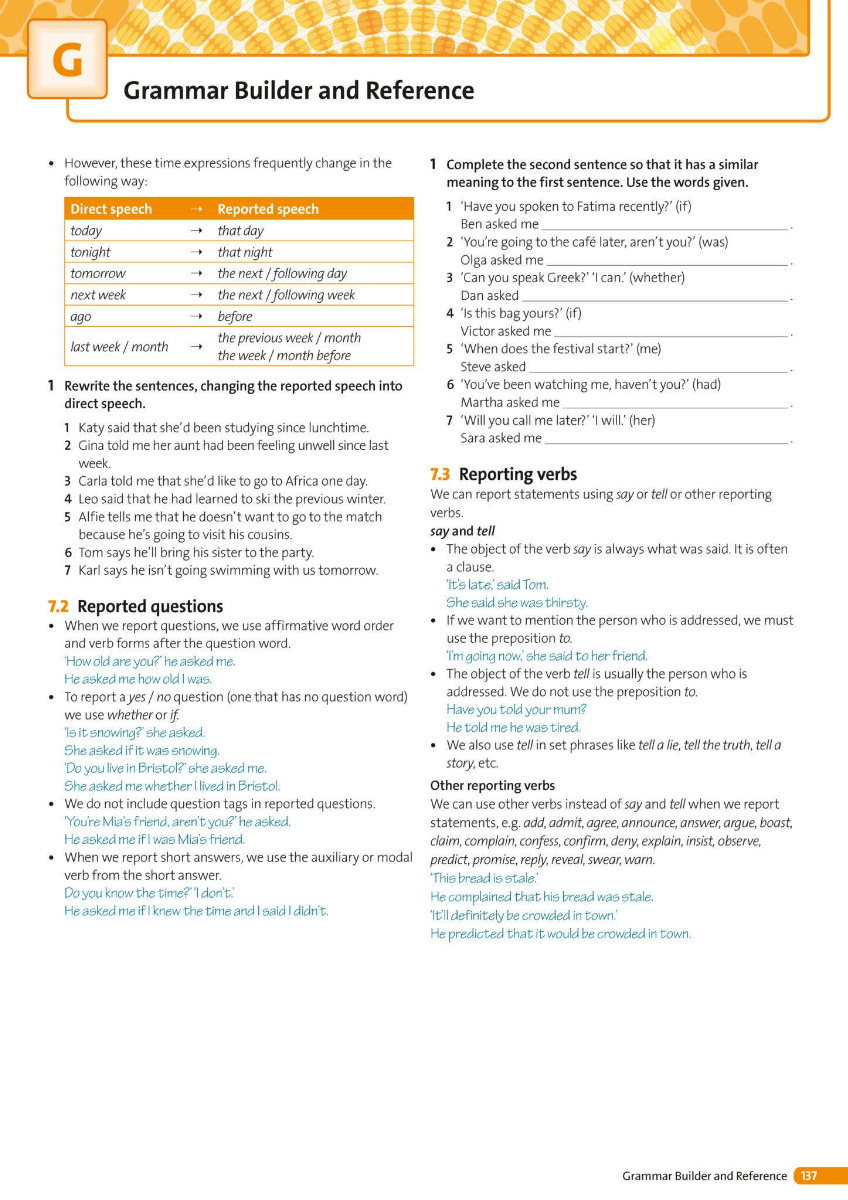 G
Grammar Builder and Reference
• However, these time expressions frequently change in the
following way:
Direct speech → Reported speech
today → that day
tonight → that night
tomorrow → the next / following day
next week → the next / following week
ago → before
last week / month → the previous week / month
the week / month before
1 Rewrite the sentences, changing the reported speech into
direct speech.
1 Katy said that she’d been studying since lunchtime.
2 Gina told me her aunt had been feeling unwell since last
week.
3 Carla told me that she’d like to go to Africa one day.
4 Leo said that he had learned to ski the previous winter.
5 Alfie tells me that he doesn’t want to go to the match
because he’s going to visit his cousins.
6 Tom says he’ll bring his sister to the party.
7 Karl says he isn’t going swimming with us tomorrow.
7.2 Reported questions
• When we report questions, we use affirmative word order
and verb forms after the question word.
‘How old are you?’ he asked me.
He asked me how old I was.
• To report a yes / no question (one that has no question word)
we use whether or if.
‘Is it snowing?’ she asked.
She asked if it was snowing.
‘Do you live in Bristol?’ she asked me.
She asked me whether I lived in Bristol.
• We do not include question tags in reported questions.
‘You’re Mia’s friend, aren’t you?’ he asked.
He asked me if I was Mia’s friend.
• When we report short answers, we use the auxiliary or modal
verb from the short answer.
Do you know the time?’ ‘I don’t.’
He asked me if I knew the time and I said I didn’t.
1 Complete the second sentence so that it has a similar
meaning to the first sentence. Use the words given.
1 ‘Have you spoken to Fatima recently?’ (if)
Ben asked me ______.
2 ‘You’re going to the café later, aren’t you?’ (was)
Olga asked me ______.
3 ‘Can you speak Greek?’ ‘I can.’ (whether)
Dan asked ______.
4 ‘Is this bag yours?’ (if)
Victor asked me ______.
5 ‘When does the festival start?’ (me)
Steve asked ______.
6 ‘You’ve been watching me, haven’t you?’ (had)
Martha asked me ______.
7 ‘Will you call me later?’ ‘I will.’ (her)
Sara asked me ______.
7.3 Reporting verbs
We can report statements using say or tell or other reporting
verbs.
say and tell
• The object of the verb say is always what was said. It is often
a clause.
‘It’s late,’ said Tom.
She said she was thirsty.
• If we want to mention the person who is addressed, we must
use the preposition to.
‘I’m going now,’ she said to her friend.
• The object of the verb tell is usually the person who is
addressed. We do not use the preposition to.
Have you told your mum?
He told me he was tired.
• We also use tell in set phrases like tell a lie, tell the truth, tell a
story, etc.
Other reporting verbs
We can use other verbs instead of say and tell when we report
statements, e.g. add, admit, agree, announce, answer, argue, boast,
claim, complain, confess, confirm, deny, explain, insist, observe,
predict, promise, reply, reveal, swear, warn.
‘This bread is stale.’
He complained that his bread was stale.
‘It’ll definitely be crowded in town.’
He predicted that it would be crowded in town.
Grammar Builder and Reference 137